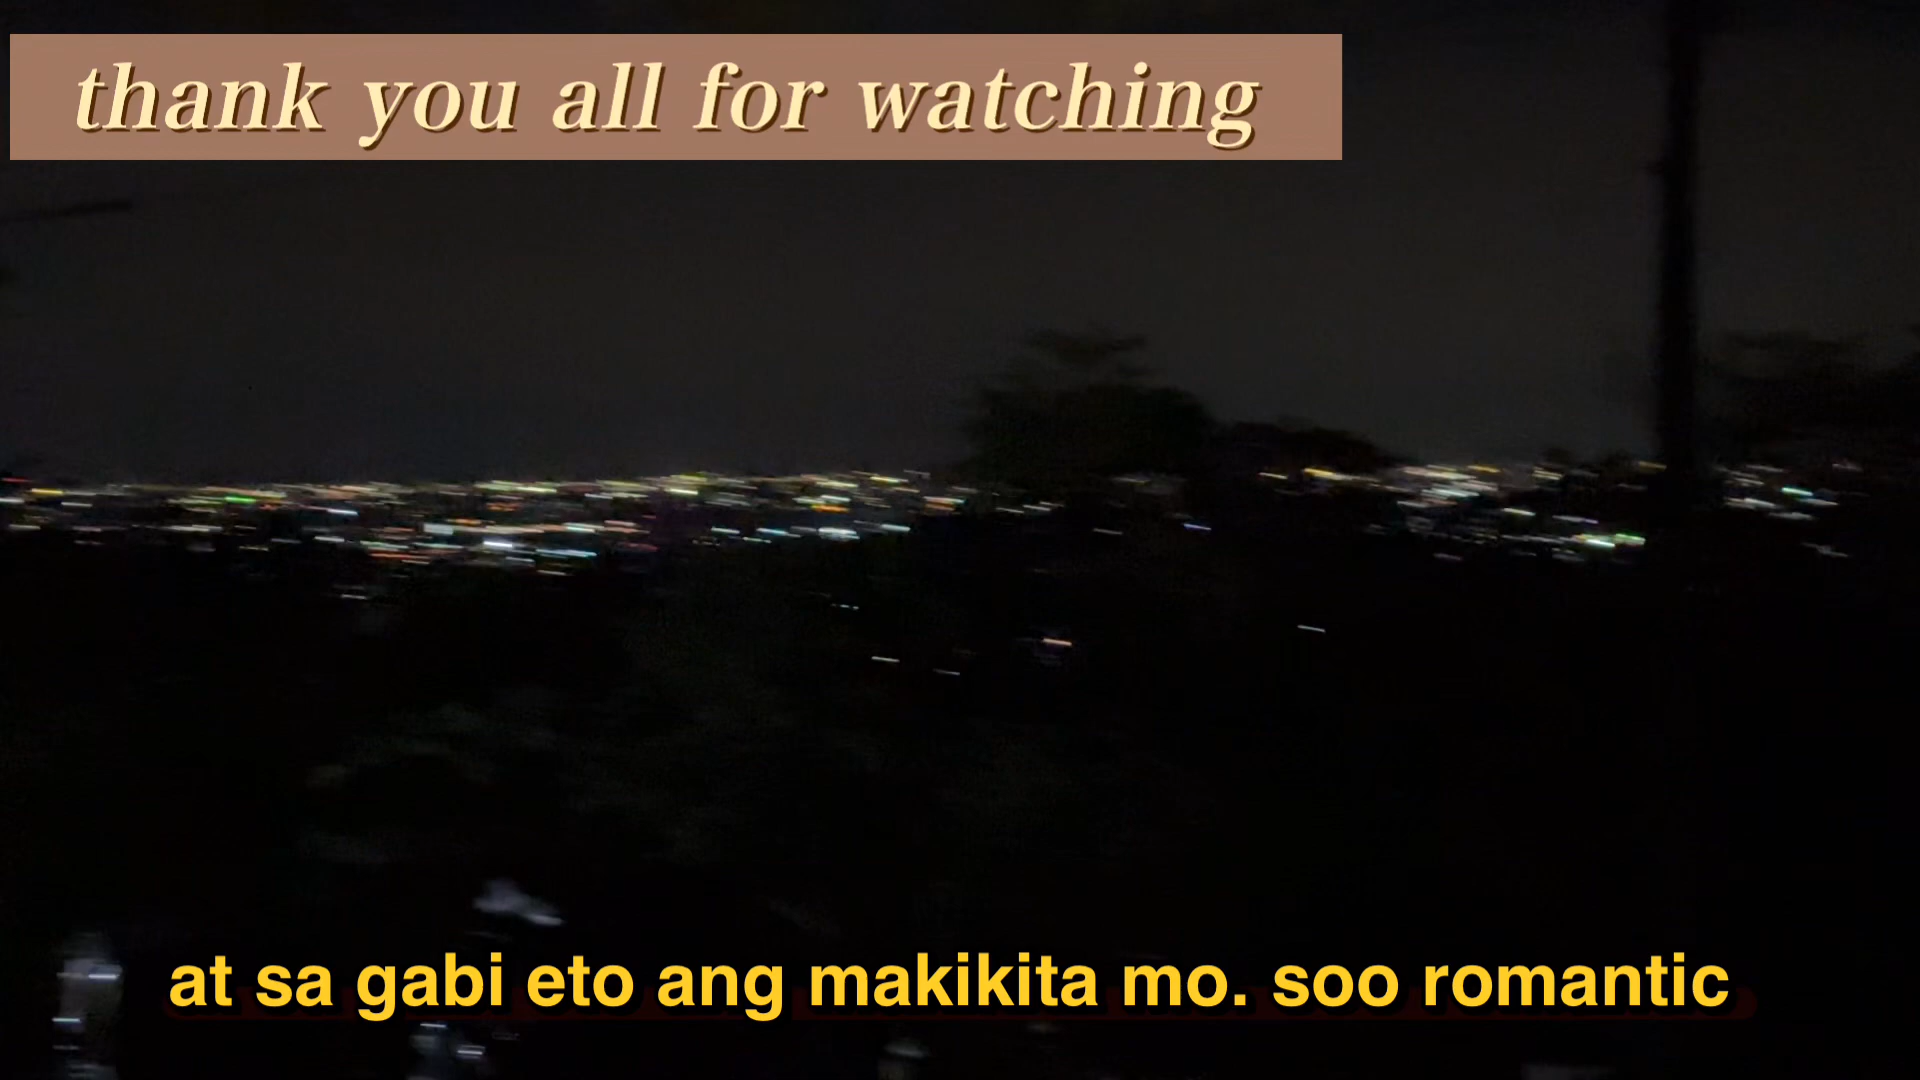 thank you all for watching
at sa gabi eto ang makikita mo. soo romantic